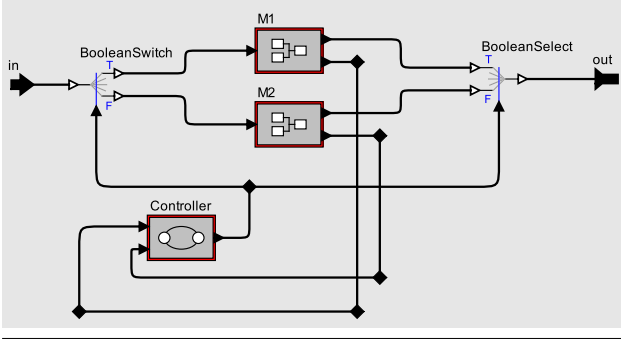 M1
BooleanSwitch
BooleanSelect
in
T
T
out
M2
F
F
Controller